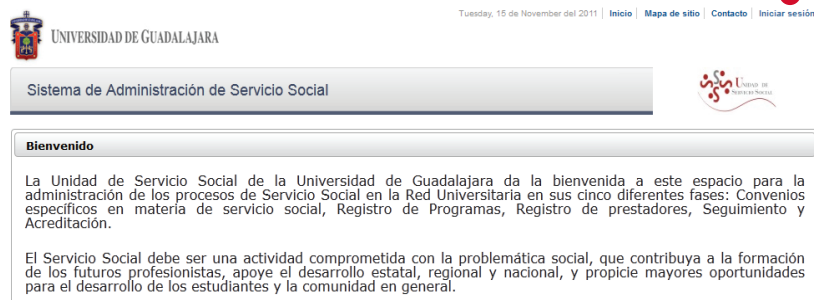 Tuesday, 15 de November del 2011 | Inicio | Mapa de sitio | Contacto | Iniciar sesión
UNIVERSIDAD DE GUADALAJARA
Sistema de Administración de Servicio Social
UNIDAD DE
SERVICIO SOCIAL
Bienvenido
La Unidad de Servicio Social de la Universidad de Guadalajara da la bienvenida a este espacio para la
administración de los procesos de Servicio Social en la Red Universitaria en sus cinco diferentes fases: Convenios
específicos en materia de servicio social, Registro de Programas, Registro de prestadores, Seguimiento y
Acreditación.
El Servicio Social debe ser una actividad comprometida con la problemática social, que contribuya a la formación
de los futuros profesionistas, apoye el desarrollo estatal, regional y nacional, y propicie mayores oportunidades
para el desarrollo de los estudiantes y la comunidad en general.